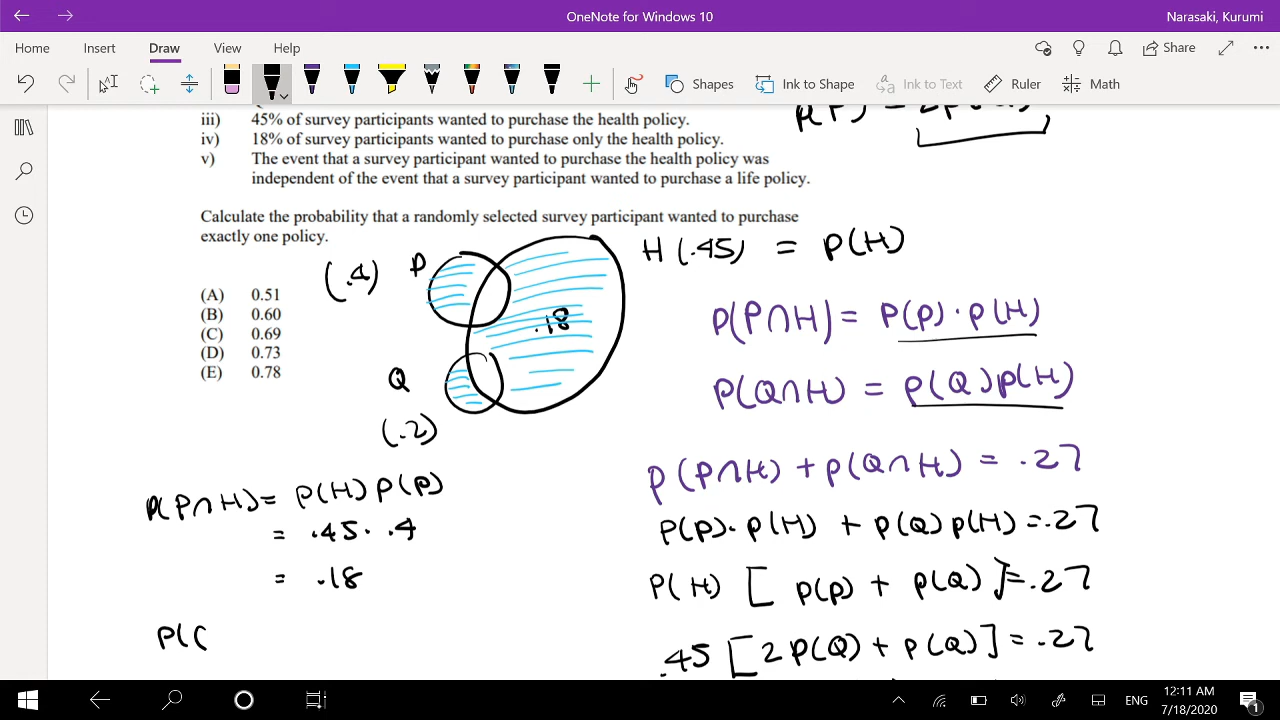 OneNote for Windows 10
Narasaki, Kurumi
Home Insert Draw View Help Share
Shapes Ink to Shape Ink to Text Ruler Math
iii) 45% of survey participants wanted to purchase the health policy.
iv) 18% of survey participants wanted to purchase only the health policy.
v) The event that a survey participant wanted to purchase the health policy was
independent of the event that a survey participant wanted to purchase a life policy.
Calculate the probability that a randomly selected survey participant wanted to purchase
exactly one policy.
(A) 0.51
(B) 0.60
(C) 0.69
(D) 0.73
(E) 0.78
(.4) P
.18
Q
(.2)
P(P∩H) = P(H) P(P)
= .45 · .4
= .18
P(
H (.45) = P(H)
P(P∩H) = P(P) · P(H)
P(Q∩H) = P(Q) P(H)
P(P∩H) + P(Q∩H) = .27
P(P) · P(H) + P(Q) P(H) = .27
P(H) [ P(P) + P(Q) ] = .27
.45 [ 2P(Q) + P(Q) ] = .27
ENG
12:11 AM
7/18/2020
1